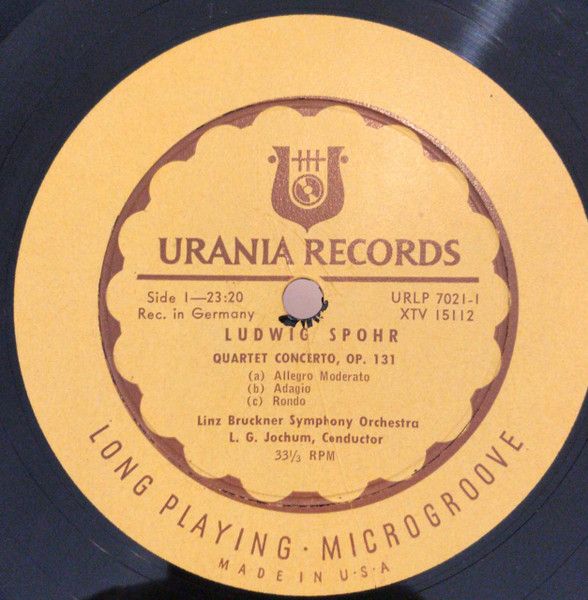 URANIA RECORDS
Side 1—23:20
Rec. in Germany
URLP 7021-1
XTV 15112
LUDWIG SPOHR
QUARTET CONCERTO, OP. 131
(a) Allegro Moderato
(b) Adagio
(c) Rondo
Linz Bruckner Symphony Orchestra
L. G. Jochum, Conductor
33⅓ RPM
LONG PLAYING · MICROGROOVE
MADE IN U·S·A